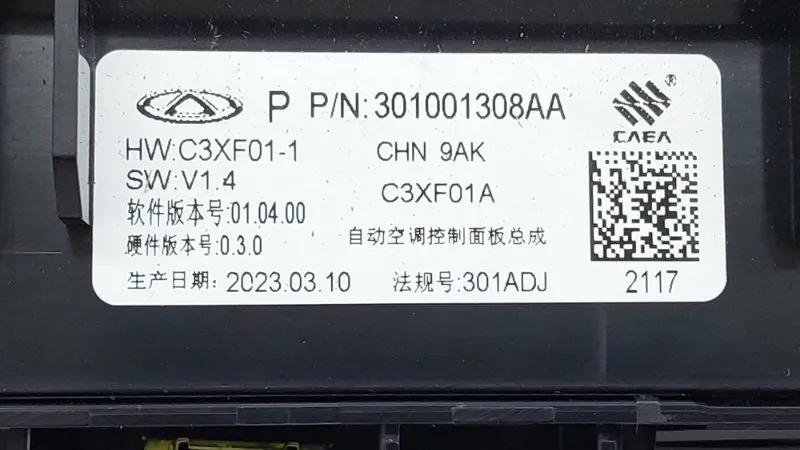 P P/N:301001308AA
®
CAEA
HW:C3XF01-1 CHN 9AK
SW:V1.4 C3XF01A
软件版本号:01.04.00
硬件版本号:0.3.0 自动空调控制面板总成
生产日期: 2023.03.10 法规号:301ADJ 2117